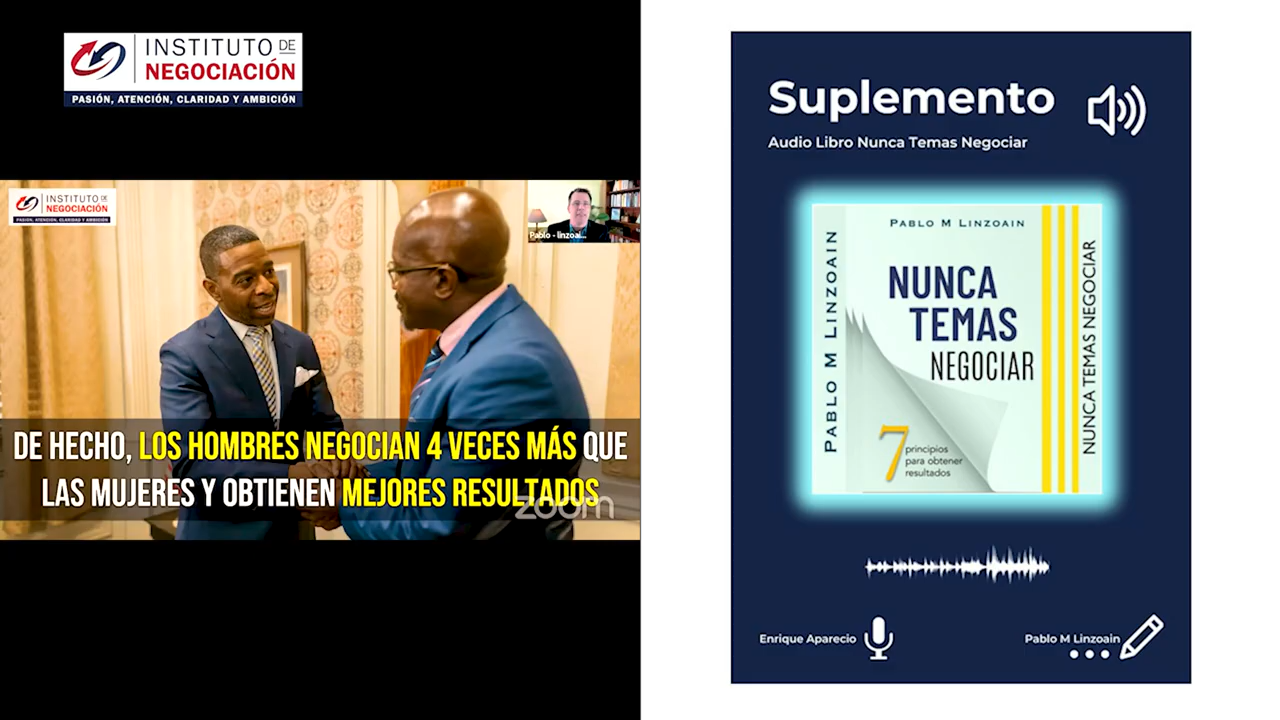 INSTITUTO DE
NEGOCIACIÓN
PASIÓN, ATENCIÓN, CLARIDAD Y AMBICIÓN
INSTITUTO DE
NEGOCIACIÓN
PASIÓN, ATENCIÓN, CLARIDAD Y AMBICIÓN
Pablo - linzoai...
DE HECHO, LOS HOMBRES NEGOCIAN 4 VECES MÁS QUE
LAS MUJERES Y OBTIENEN MEJORES RESULTADOS
zoom
Suplemento
Audio Libro Nunca Temas Negociar
PABLO M LINZOAIN
PABLO M LINZOAIN
NUNCA
TEMAS
NEGOCIAR
7 principios
para obtener
resultados
NUNCA TEMAS NEGOCIAR
Enrique Aparecio
Pablo M Linzoain